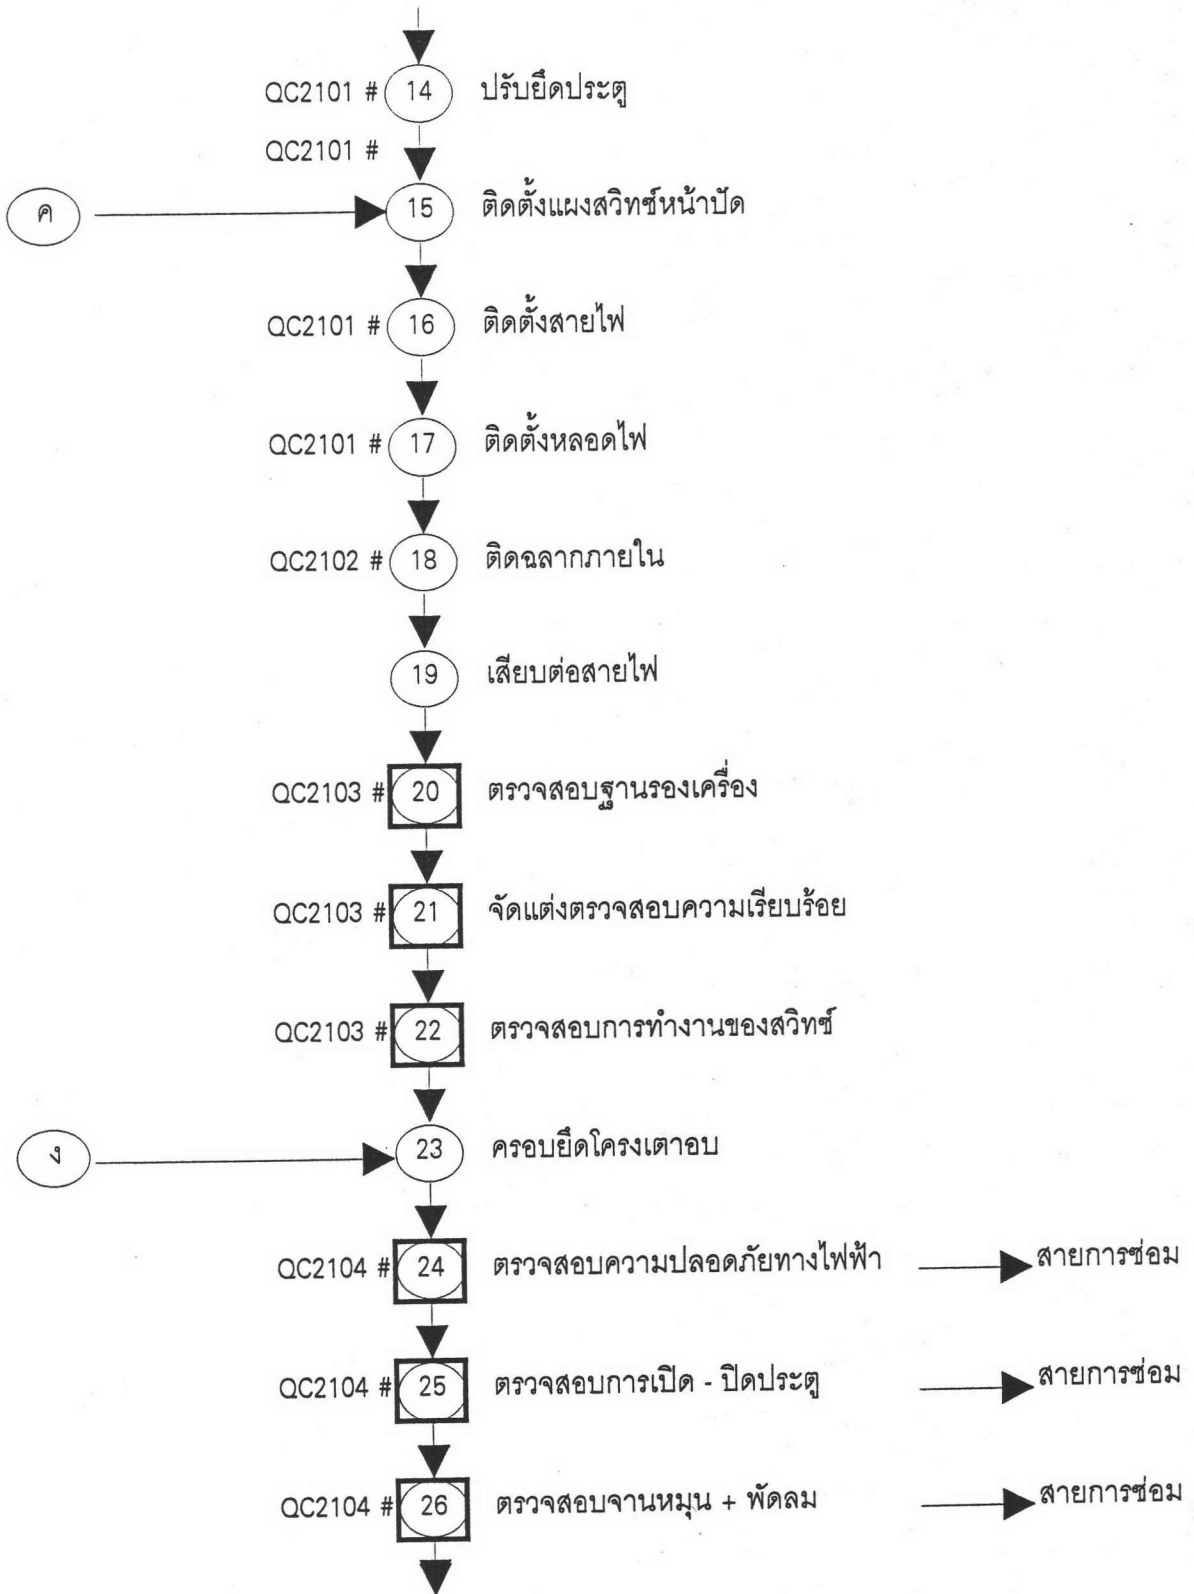 QC2101 # 14 ปรับยึดประตู
QC2101 #
ค 15 ติดตั้งแผงสวิทซ์หน้าปัด
QC2101 # 16 ติดตั้งสายไฟ
QC2101 # 17 ติดตั้งหลอดไฟ
QC2102 # 18 ติดฉลากภายใน
19 เสียบต่อสายไฟ
QC2103 # 20 ตรวจสอบฐานรองเครื่อง
QC2103 # 21 จัดแต่งตรวจสอบความเรียบร้อย
QC2103 # 22 ตรวจสอบการทำงานของสวิทซ์
ง 23 ครอบยึดโครงเตาอบ
QC2104 # 24 ตรวจสอบความปลอดภัยทางไฟฟ้า สายการซ่อม
QC2104 # 25 ตรวจสอบการเปิด - ปิดประตู สายการซ่อม
QC2104 # 26 ตรวจสอบจานหมุน + พัดลม สายการซ่อม